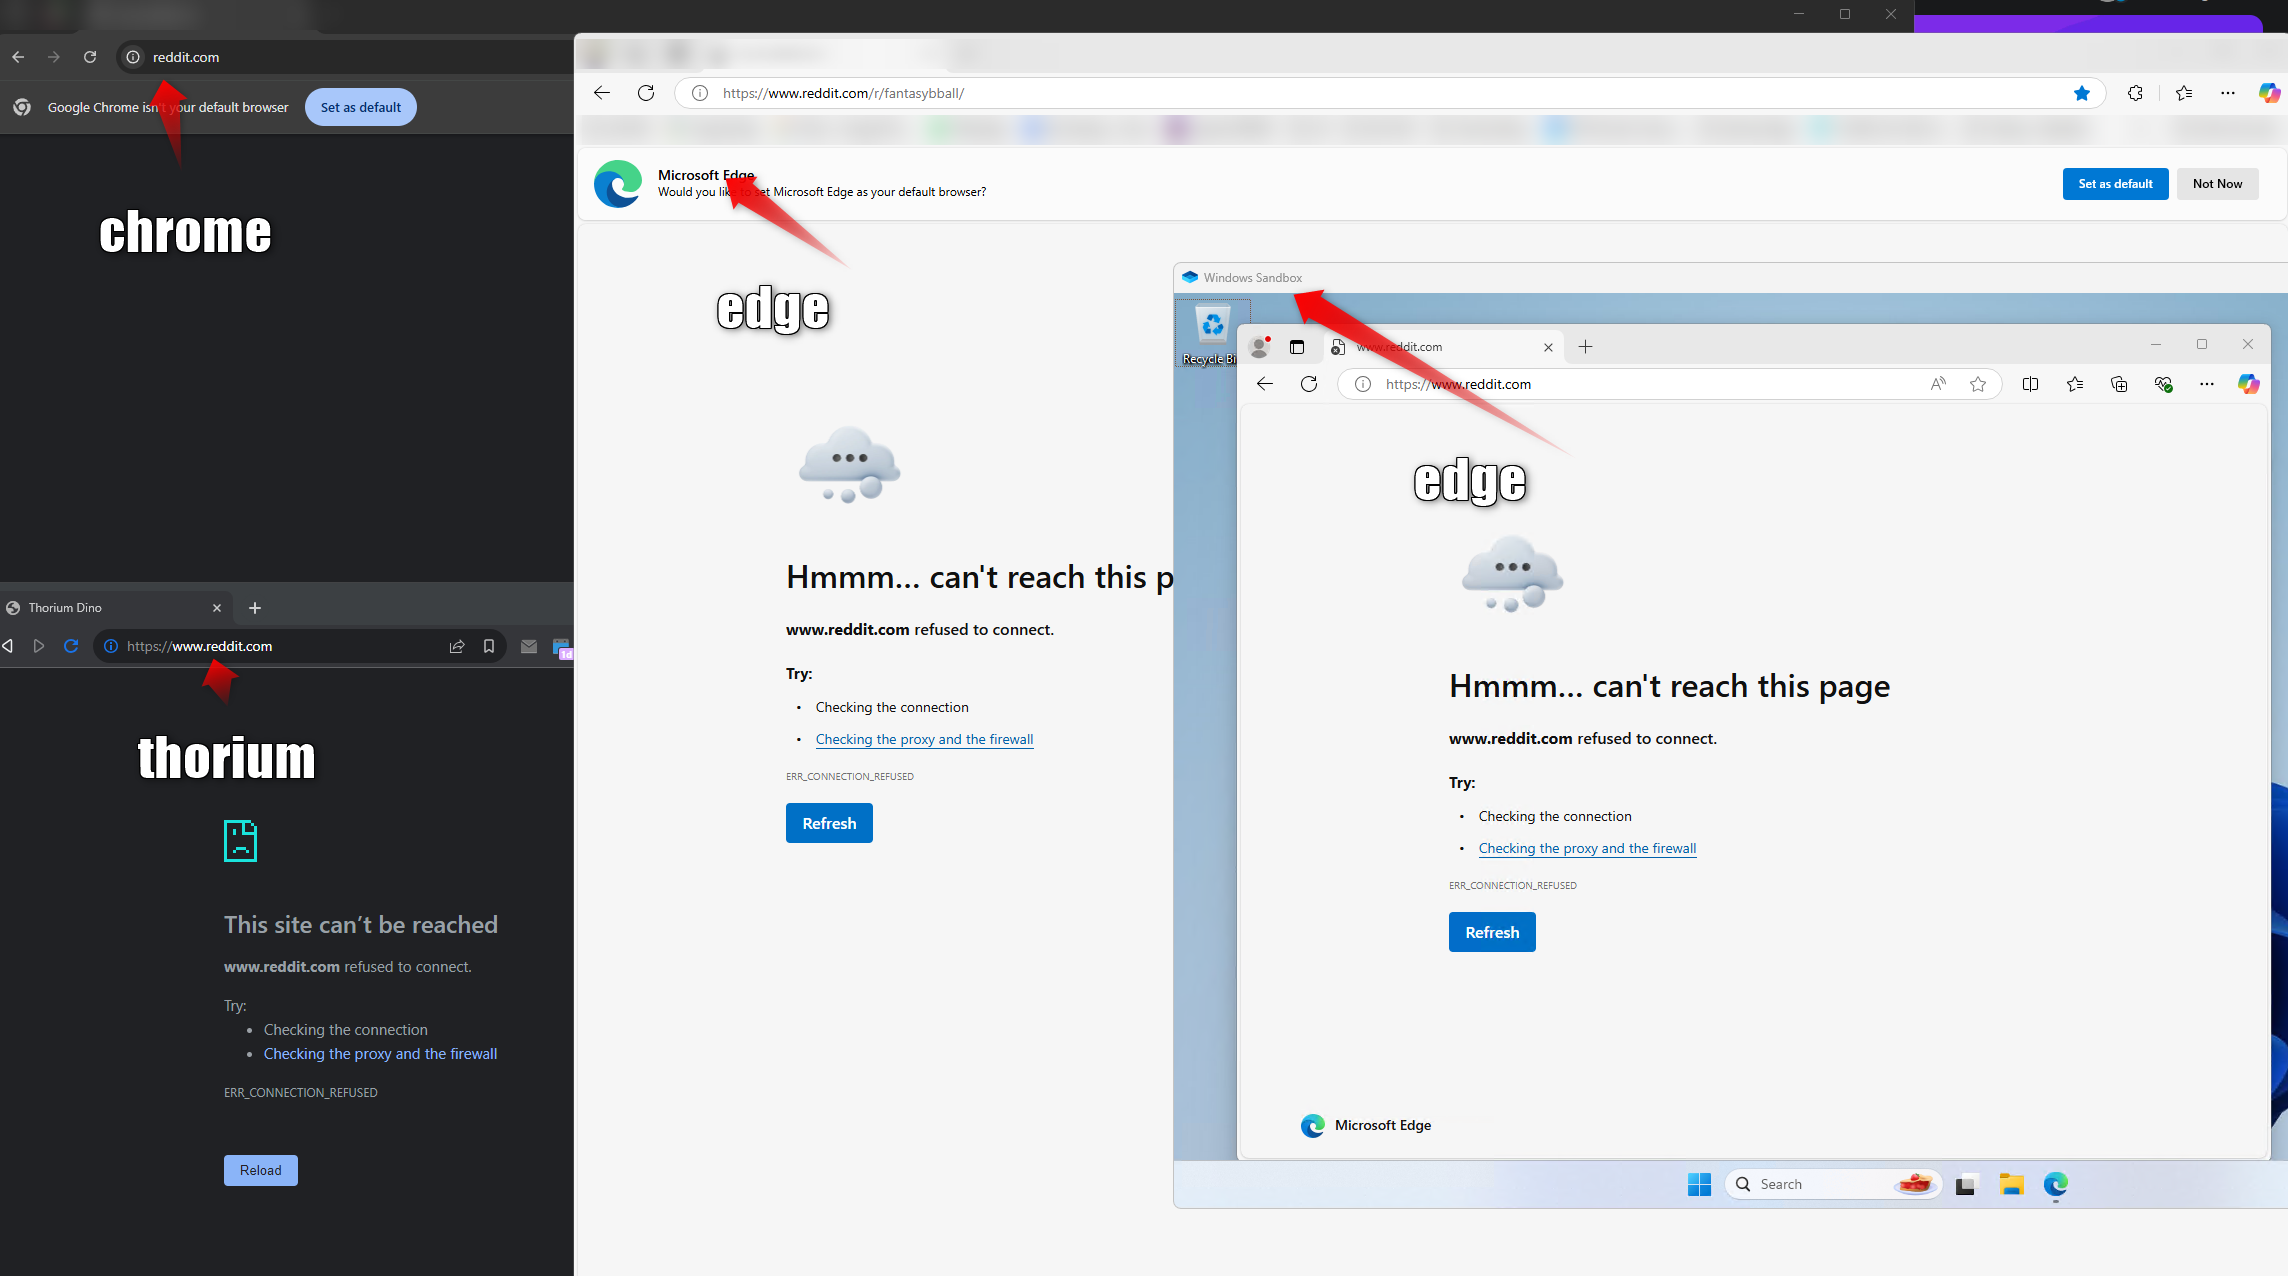 reddit.com
Google Chrome isn't your default browser
Set as default
chrome
Thorium Dino
https://www.reddit.com
1d
thorium
This site can't be reached
www.reddit.com refused to connect.
Try:
• Checking the connection
• Checking the proxy and the firewall
ERR_CONNECTION_REFUSED
Reload
https://www.reddit.com/r/fantasybball/
Microsoft Edge
Would you like to set Microsoft Edge as your default browser?
Set as default
Not Now
edge
Hmmm... can't reach this p
www.reddit.com refused to connect.
Try:
• Checking the connection
• Checking the proxy and the firewall
ERR_CONNECTION_REFUSED
Refresh
Windows Sandbox
Recycle Bi
www.reddit.com
https://www.reddit.com
edge
Hmmm... can't reach this page
www.reddit.com refused to connect.
Try:
• Checking the connection
• Checking the proxy and the firewall
ERR_CONNECTION_REFUSED
Refresh
Microsoft Edge
Search